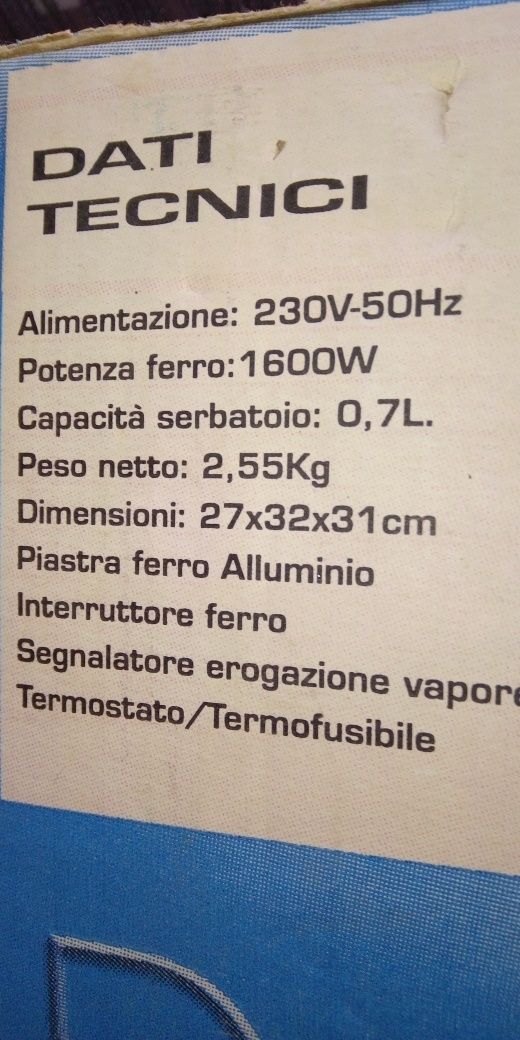 DATI
TECNICI
Alimentazione: 230V-50Hz
Potenza ferro:1600W
Capacità serbatoio: 0,7L.
Peso netto: 2,55Kg
Dimensioni: 27x32x31cm
Piastra ferro Alluminio
Interruttore ferro
Segnalatore erogazione vapore
Termostato/Termofusibile